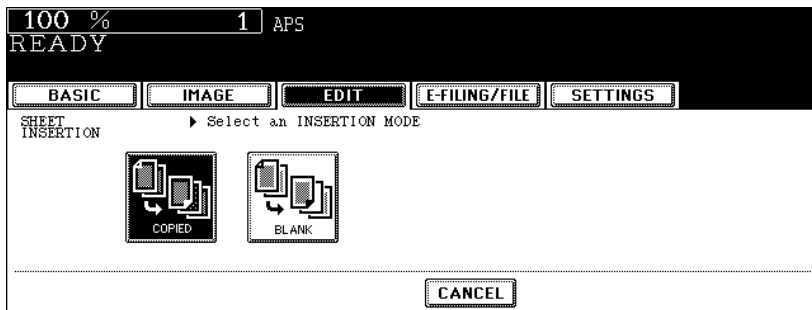 100 % 1 APS
READY
BASIC IMAGE EDIT E-FILING/FILE SETTINGS
SHEET INSERTION
Select an INSERTION MODE
COPIED BLANK
CANCEL